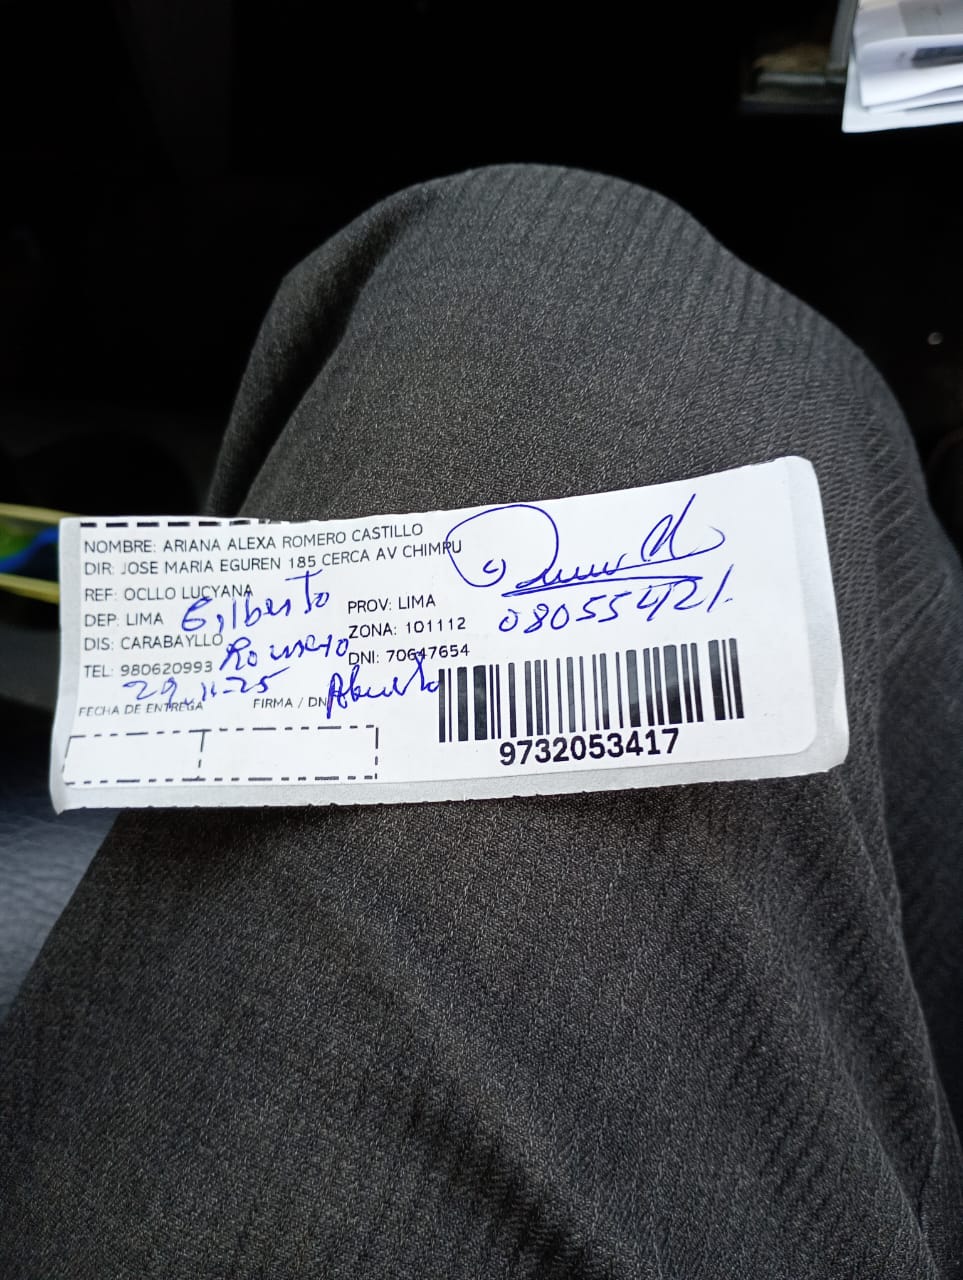 NOMBRE: ARIANA ALEXA ROMERO CASTILLO
DIR: JOSE MARIA EGUREN 185 CERCA AV CHIMPU
REF: OCLLO LUCYANA
DEP: LIMA Gilberto PROV: LIMA
DIS: CARABAYLLO ZONA: 101112
08055421
TEL: 980620993 Romero DNI: 70647654
29-11-25 Abuelo
FECHA DE ENTREGA FIRMA / DNI
9732053417